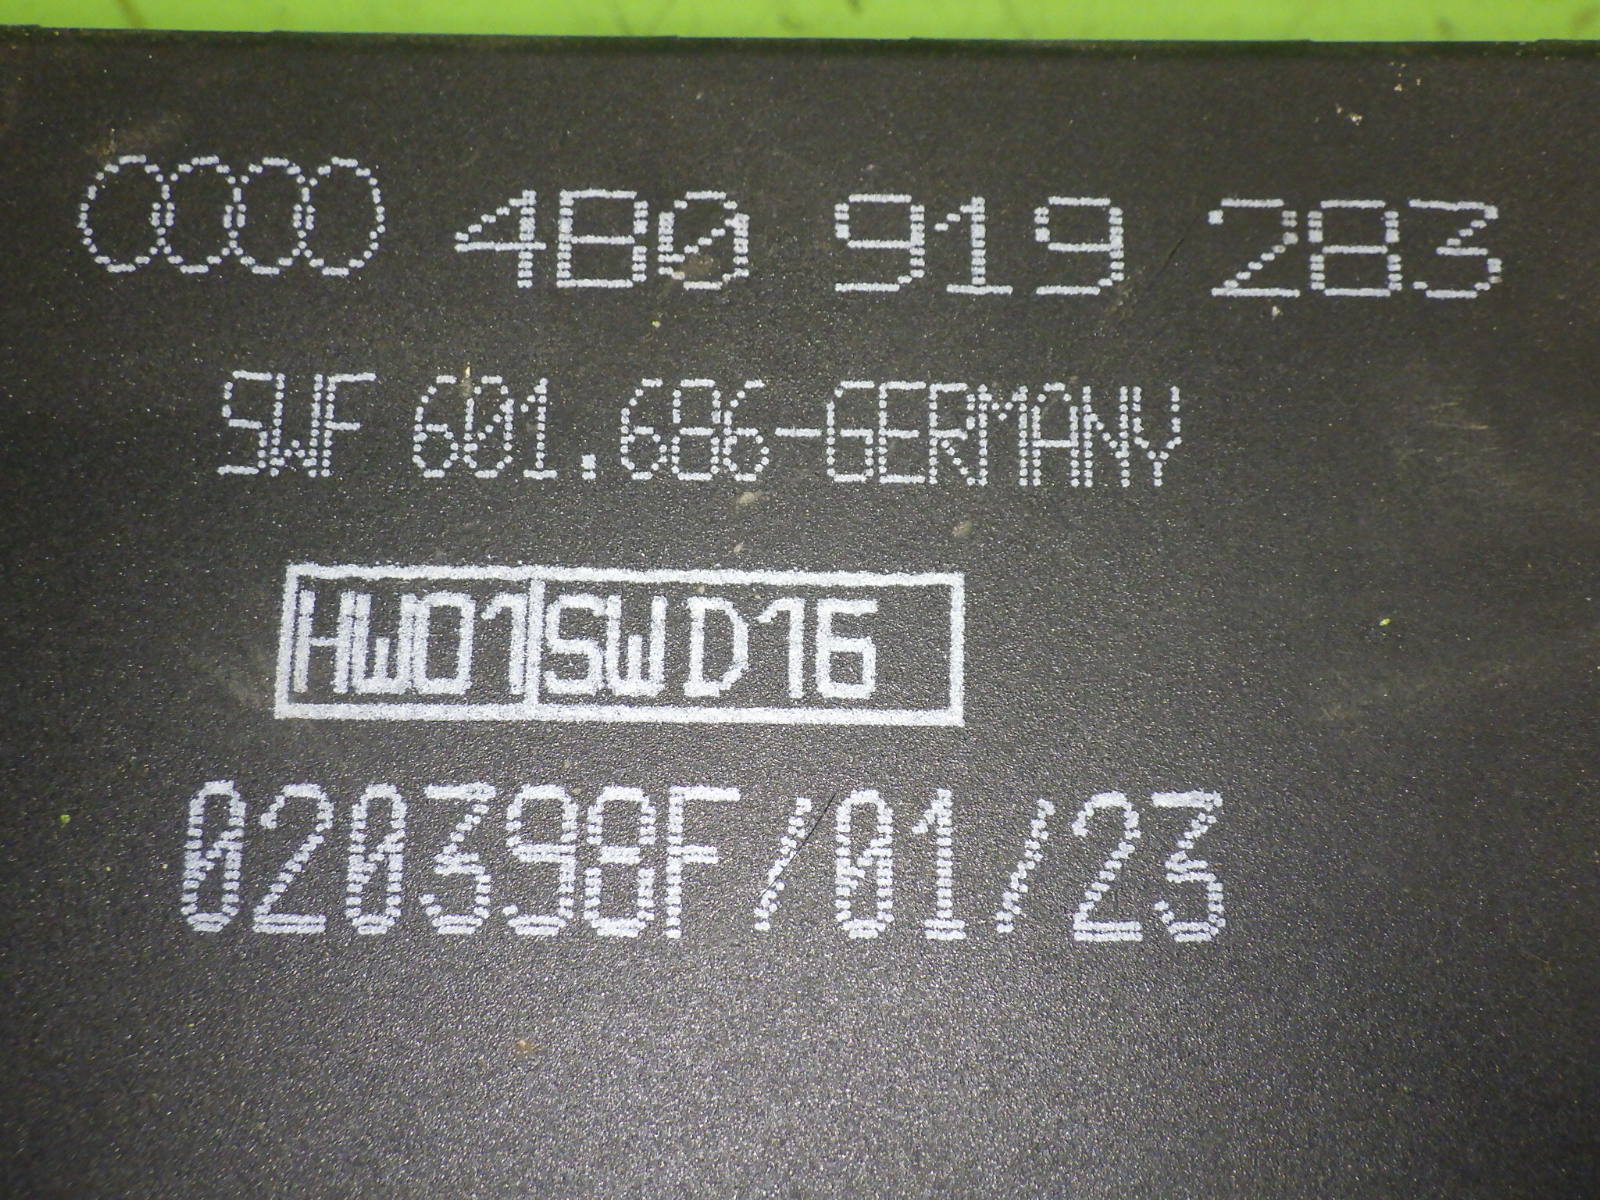 4B0 919 283
SWF 601.686-GERMANY
HW01 SW D16
020398F/01/23